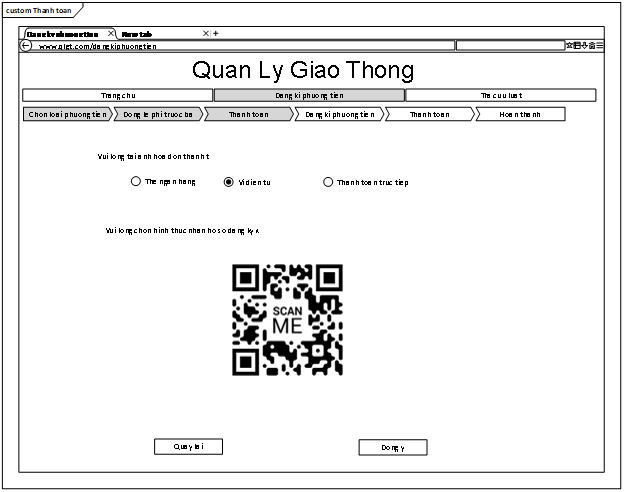 custom Thanh toan
Dang ky phuong tien × New tab × +
www.qlgt.com/dangkiphuongtien
Quan Ly Giao Thong
Trang chu Dang ki phuong tien Tra cuu luat
Chon loai phuong tien Dong le phi truoc ba Thanh toan Dang ki phuong tien Thanh toan Hoan thanh
Vui long tai anh hoa don thanh t
The ngan hang Vi dien tu Thanh toan truc tiep
Vui long chon hinh thuc nhan ho so dang ky x
SCAN
ME
Quay lai Dong y